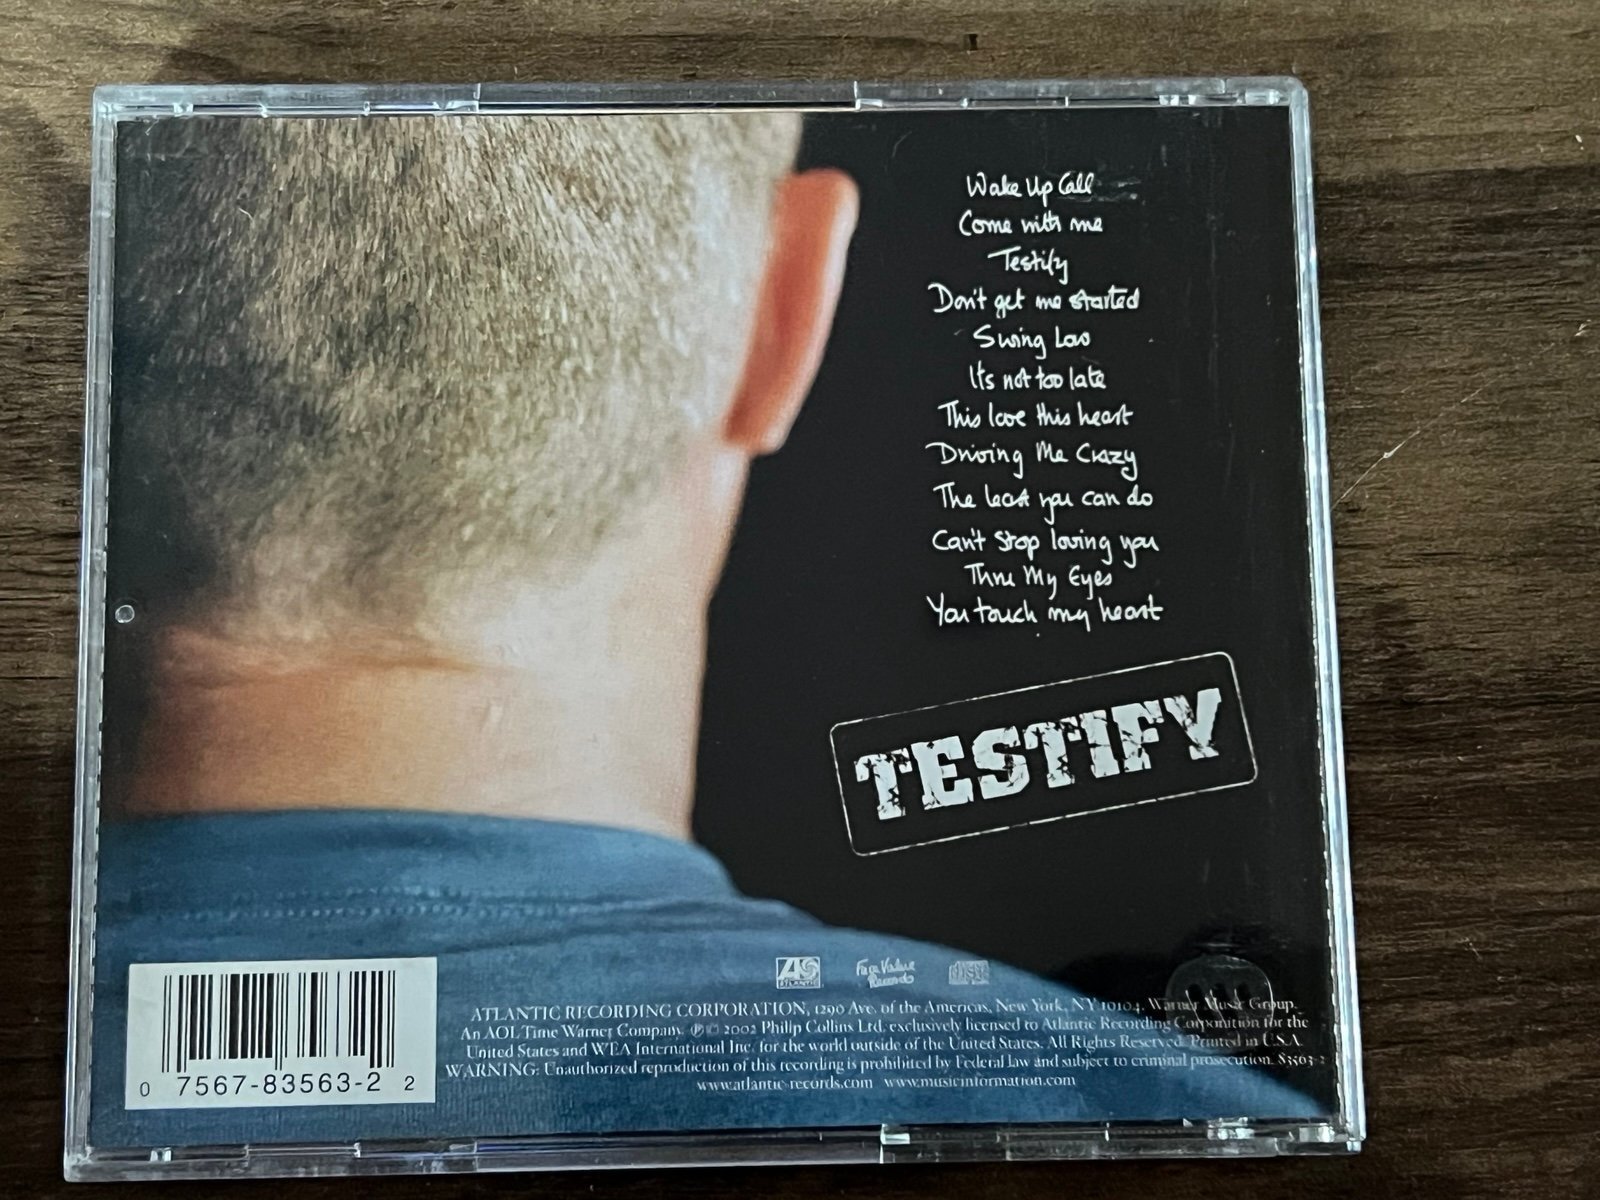 Wake Up Call
Come with me
Testify
Don't get me started
Swing Low
It's not too late
This love this heart
Driving Me Crazy
The least you can do
Can't stop loving you
Thru My Eyes
You touch my heart
TESTIFY
ATLANTIC
Face Value
Records
DISC
ATLANTIC RECORDING CORPORATION, 1290 Ave. of the Americas, New York, NY 10104. Warner Music Group.
An AOL Time Warner Company. ℗© 2002 Philip Collins Ltd. exclusively licensed to Atlantic Recording Corporation for the
United States and WEA International Inc. for the world outside of the United States. All Rights Reserved. Printed in U.S.A.
WARNING: Unauthorized reproduction of this recording is prohibited by Federal law and subject to criminal prosecution. 83563-2
www.atlantic-records.com www.musicinformation.com
0 7567-83563-2 2